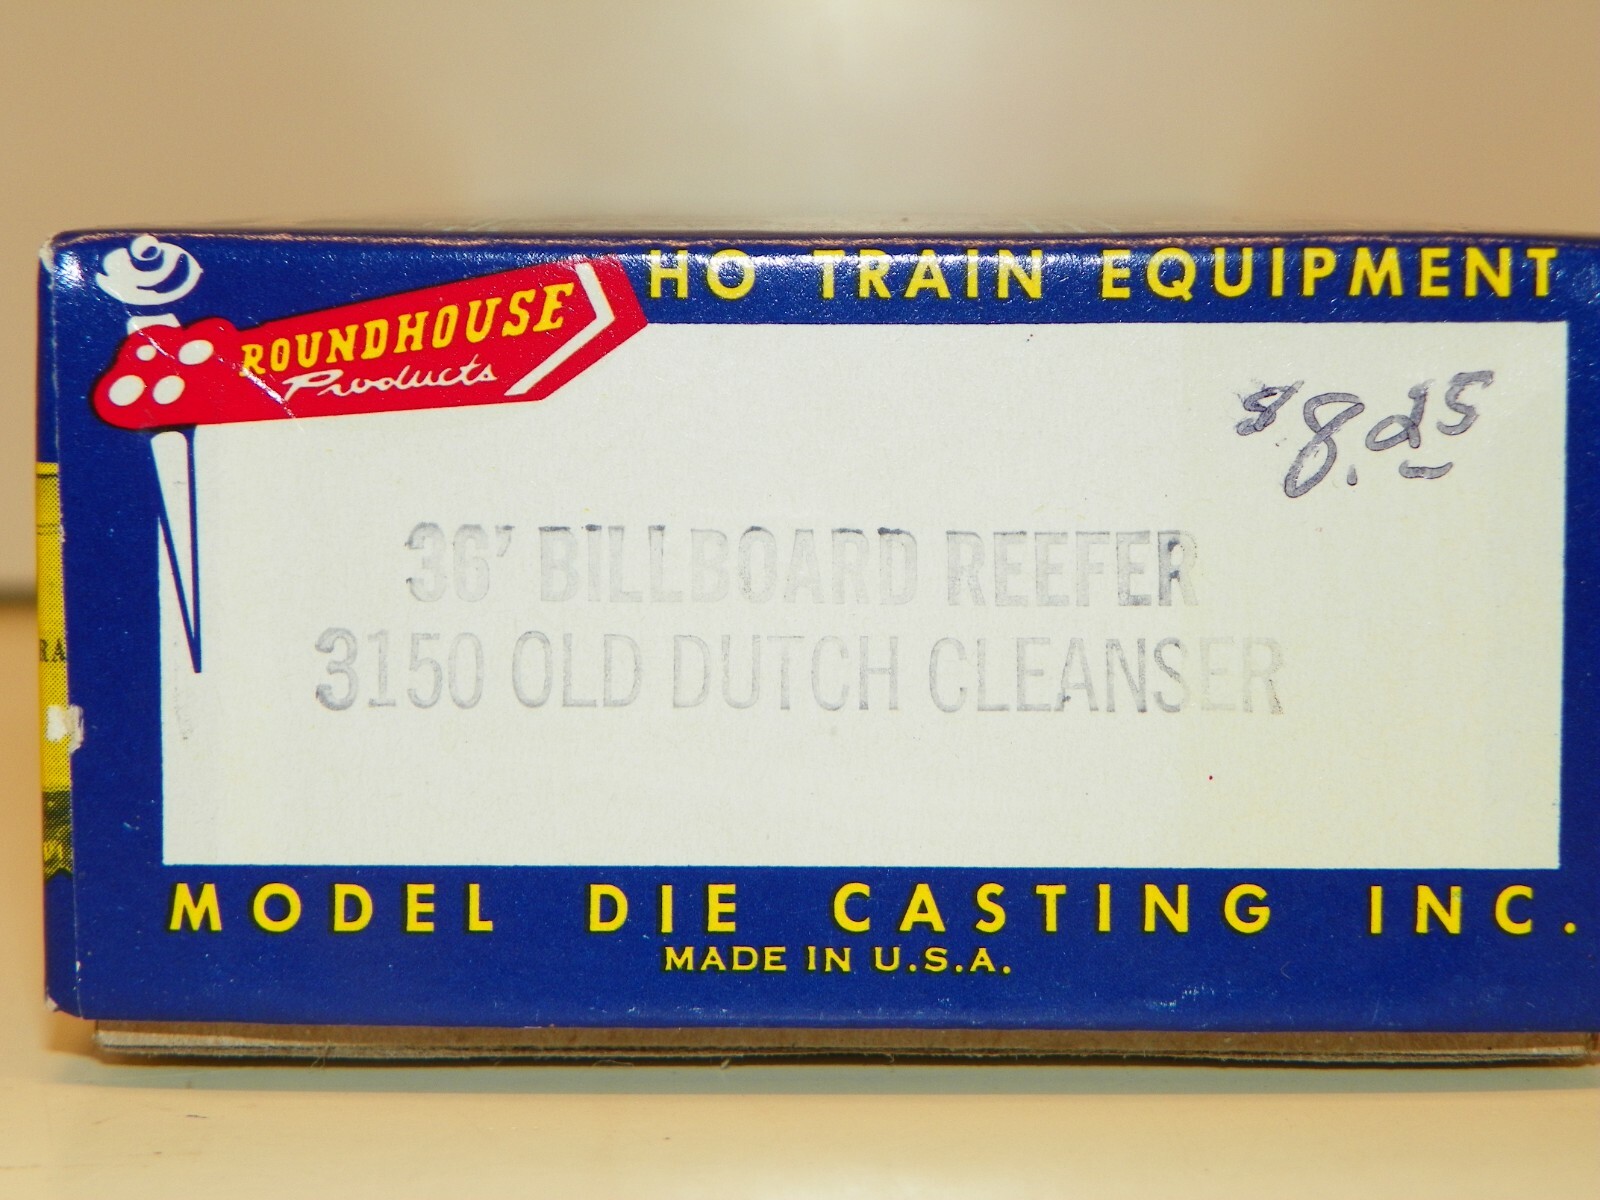 HO TRAIN EQUIPMENT
ROUNDHOUSE
Products
$8.25
36' BILLBOARD REEFER
3150 OLD DUTCH CLEANSER
MODEL DIE CASTING INC.
MADE IN U.S.A.
RA